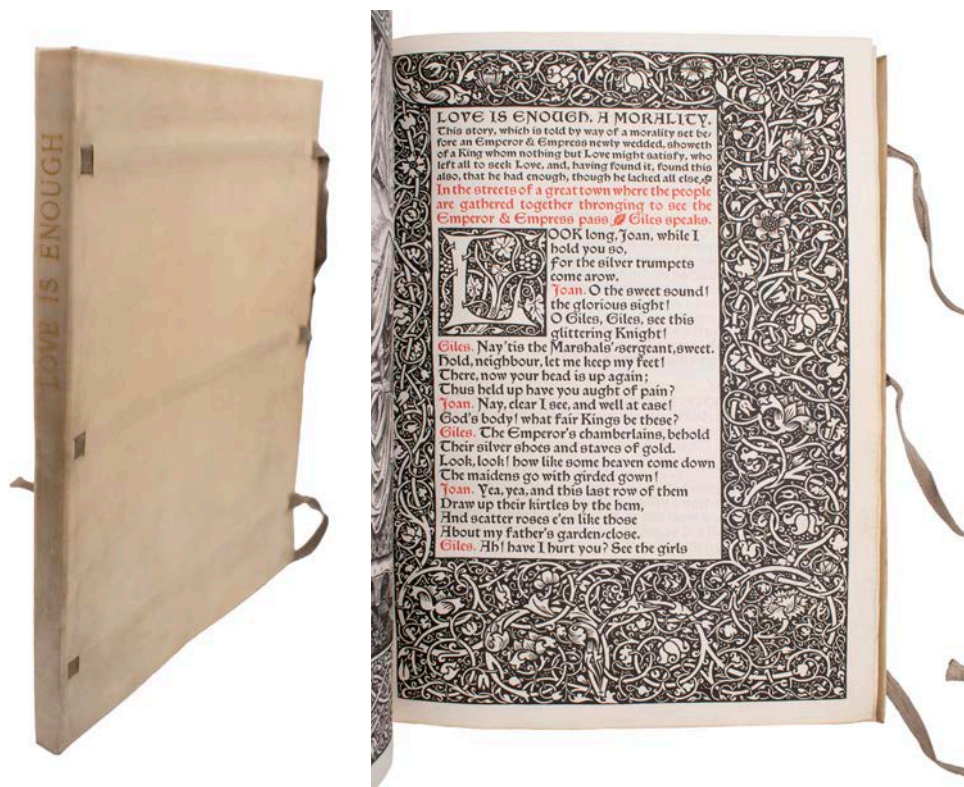 LOVE IS ENOUGH
LOVE IS ENOUGH. A MORALITY.
This story, which is told by way of a morality set be-
fore an Emperor & Empress newly wedded, showeth
of a King whom nothing but Love might satisfy, who
left all to seek Love, and, having found it, found this
also, that he had enough, though he lacked all else.
In the streets of a great town where the people
are gathered together thronging to see the
Emperor & Empress pass. Giles speaks.
LOOK long, Joan, while I
hold you so,
For the silver trumpets
come arow.
Joan. O the sweet sound!
the glorious sight!
O Giles, Giles, see this
glittering Knight!
Giles. Nay 'tis the Marshals'-sergeant, sweet.
Hold, neighbour, let me keep my feet!
There, now your head is up again;
Thus held up have you aught of pain?
Joan. Nay, clear I see, and well at ease!
God's body! what fair Kings be these?
Giles. The Emperor's chamberlains, behold
Their silver shoes and staves of gold.
Look, look! how like some heaven come down
The maidens go with girded gown!
Joan. Yea, yea, and this last row of them
Draw up their kirtles by the hem,
And scatter roses e'en like those
About my father's garden-close.
Giles. Ah! have I hurt you? See the girls